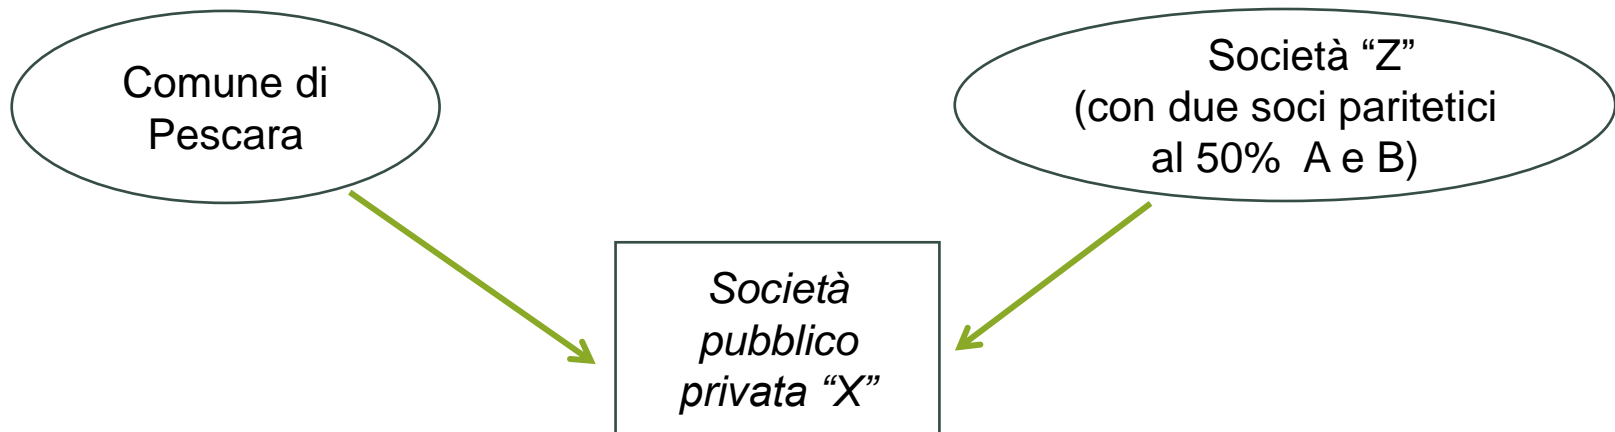 Comune di
Pescara
Società “Z”
(con due soci paritetici
al 50% A e B)
Società
pubblico
privata “X”